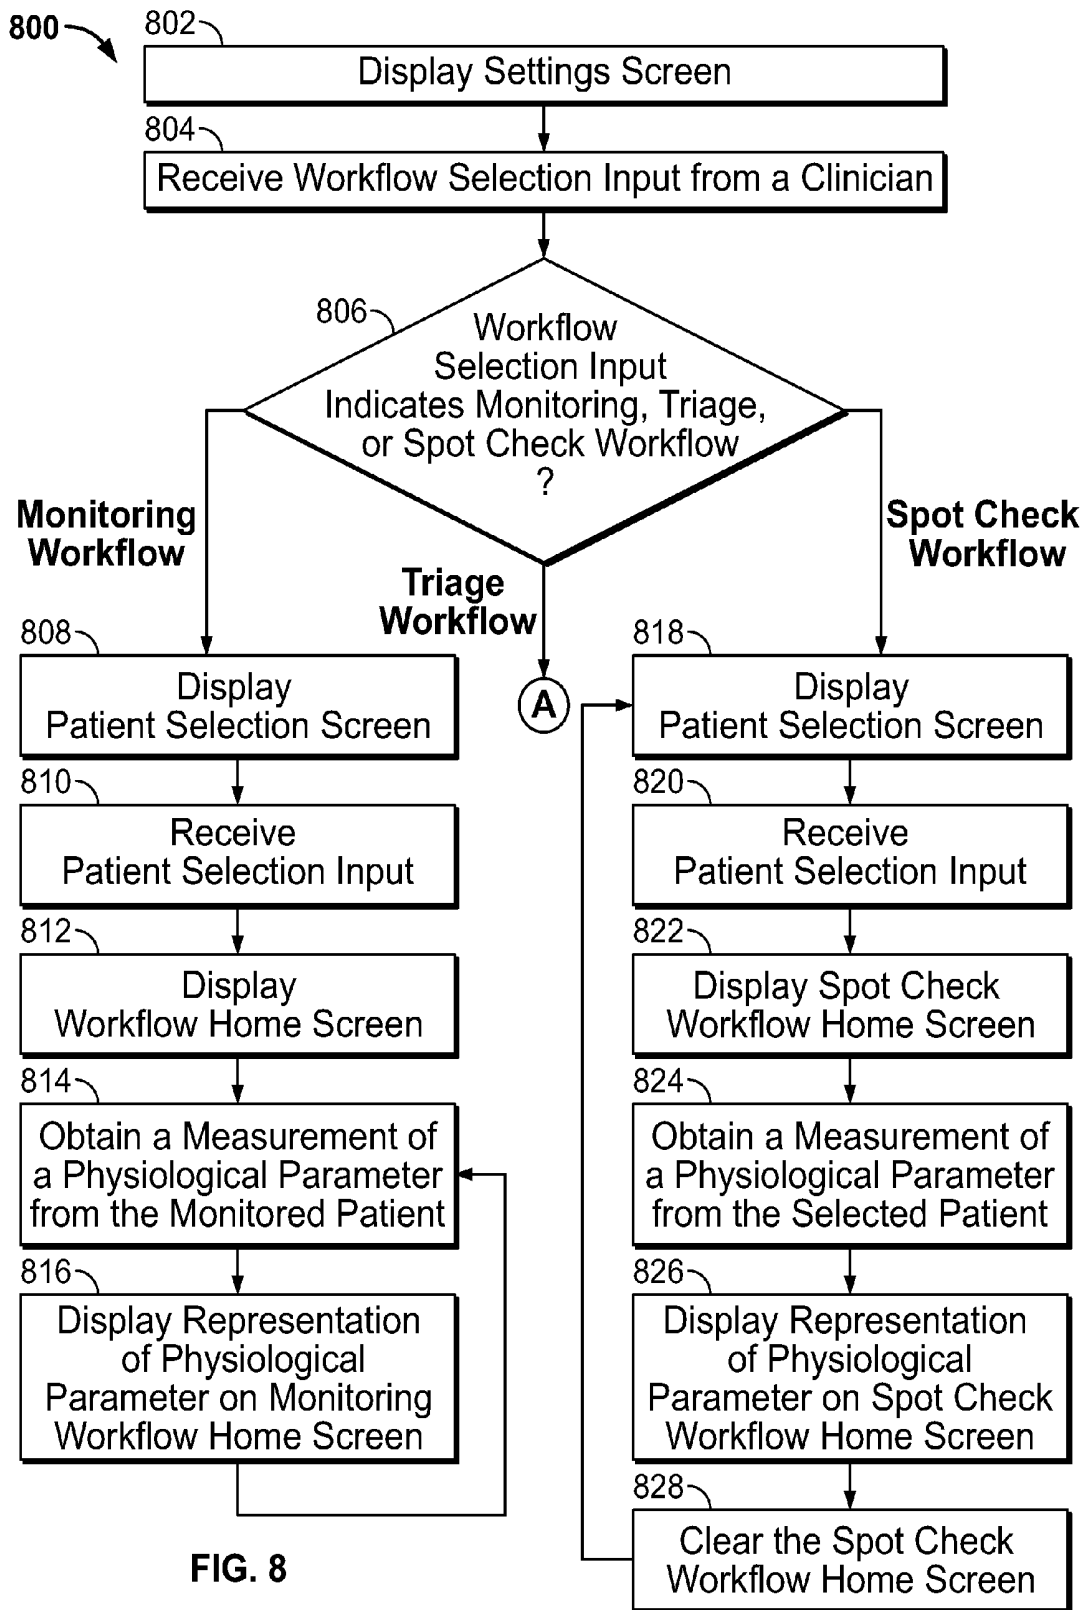 800
802
Display Settings Screen
804
Receive Workflow Selection Input from a Clinician
806
Workflow
Selection Input
Indicates Monitoring, Triage,
or Spot Check Workflow
?
Monitoring
Workflow
Triage
Workflow
Spot Check
Workflow
A
808
Display
Patient Selection Screen
810
Receive
Patient Selection Input
812
Display
Workflow Home Screen
814
Obtain a Measurement of
a Physiological Parameter
from the Monitored Patient
816
Display Representation
of Physiological
Parameter on Monitoring
Workflow Home Screen
818
Display
Patient Selection Screen
820
Receive
Patient Selection Input
822
Display Spot Check
Workflow Home Screen
824
Obtain a Measurement of
a Physiological Parameter
from the Selected Patient
826
Display Representation
of Physiological
Parameter on Spot Check
Workflow Home Screen
828
Clear the Spot Check
Workflow Home Screen
FIG. 8